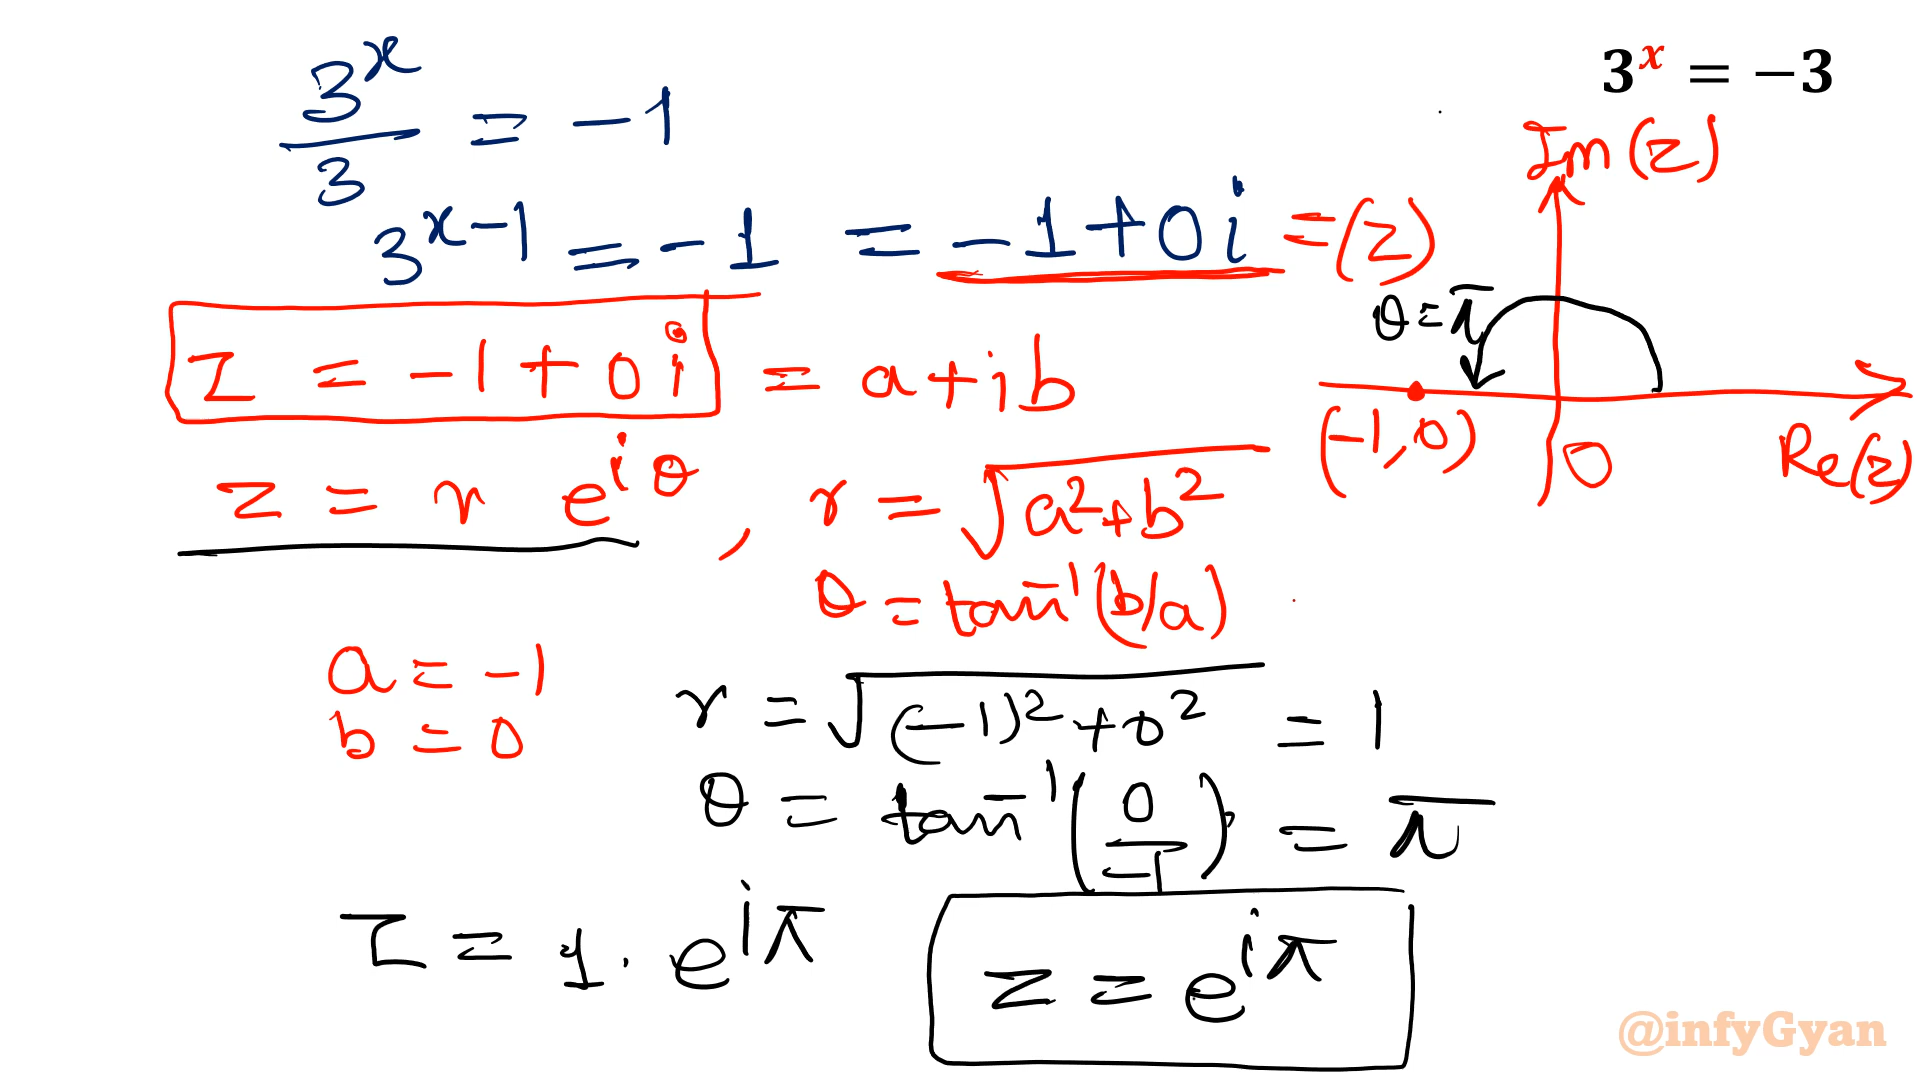 3^x = -3
3^x / 3 = -1
3^(x-1) = -1 = -1+0i = (z)
z = -1+0i = a+ib
z = r e^(iθ) , r = √(a²+b²)
θ = tan⁻¹(b/a)
a = -1
b = 0
r = √((-1)²+0²) = 1
θ = tan⁻¹(0/-1) = π
z = 1. e^(iπ)
z = e^(iπ)
Im(z)
θ = π
(-1,0)
0
Re(z)
@infyGyan